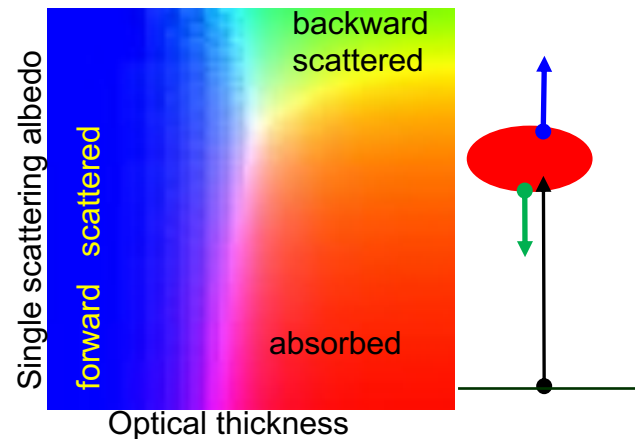 backward
scattered
Single scattering albedo
forward scattered
absorbed
Optical thickness